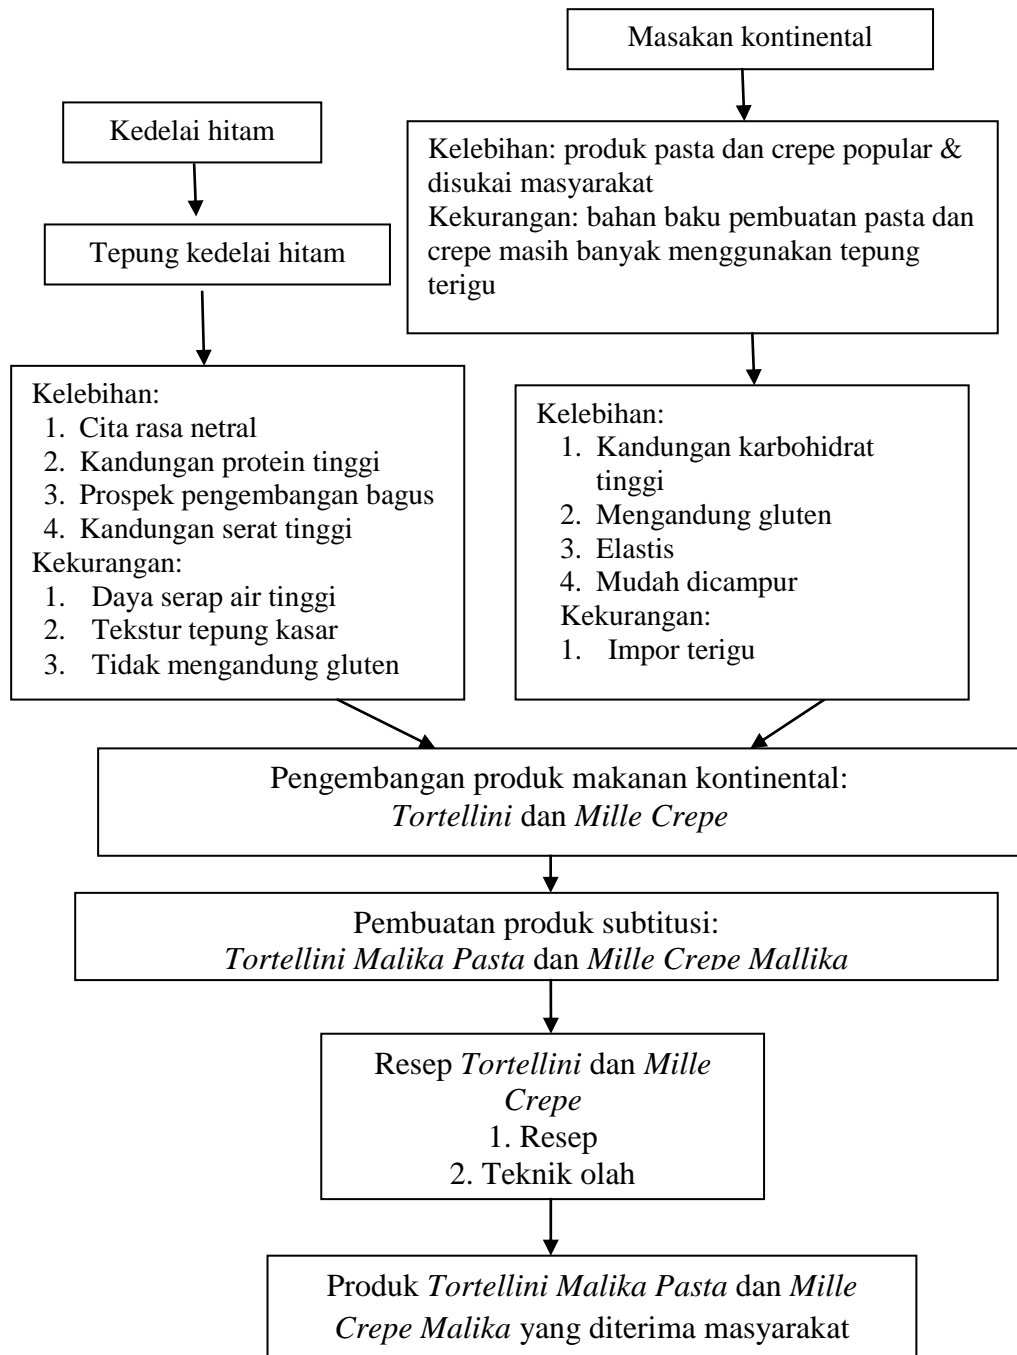 Masakan kontinental
Kedelai hitam
Kelebihan: produk pasta dan crepe popular &
disukai masyarakat
Kekurangan: bahan baku pembuatan pasta dan
crepe masih banyak menggunakan tepung
terigu
Tepung kedelai hitam
Kelebihan:
1. Cita rasa netral
2. Kandungan protein tinggi
3. Prospek pengembangan bagus
4. Kandungan serat tinggi
Kekurangan:
1. Daya serap air tinggi
2. Tekstur tepung kasar
3. Tidak mengandung gluten
Kelebihan:
1. Kandungan karbohidrat
tinggi
2. Mengandung gluten
3. Elastis
4. Mudah dicampur
Kekurangan:
1. Impor terigu
Pengembangan produk makanan kontinental:
Tortellini dan Mille Crepe
Pembuatan produk subtitusi:
Tortellini Malika Pasta dan Mille Crepe Mallika
Resep Tortellini dan Mille
Crepe
1. Resep
2. Teknik olah
Produk Tortellini Malika Pasta dan Mille
Crepe Malika yang diterima masyarakat